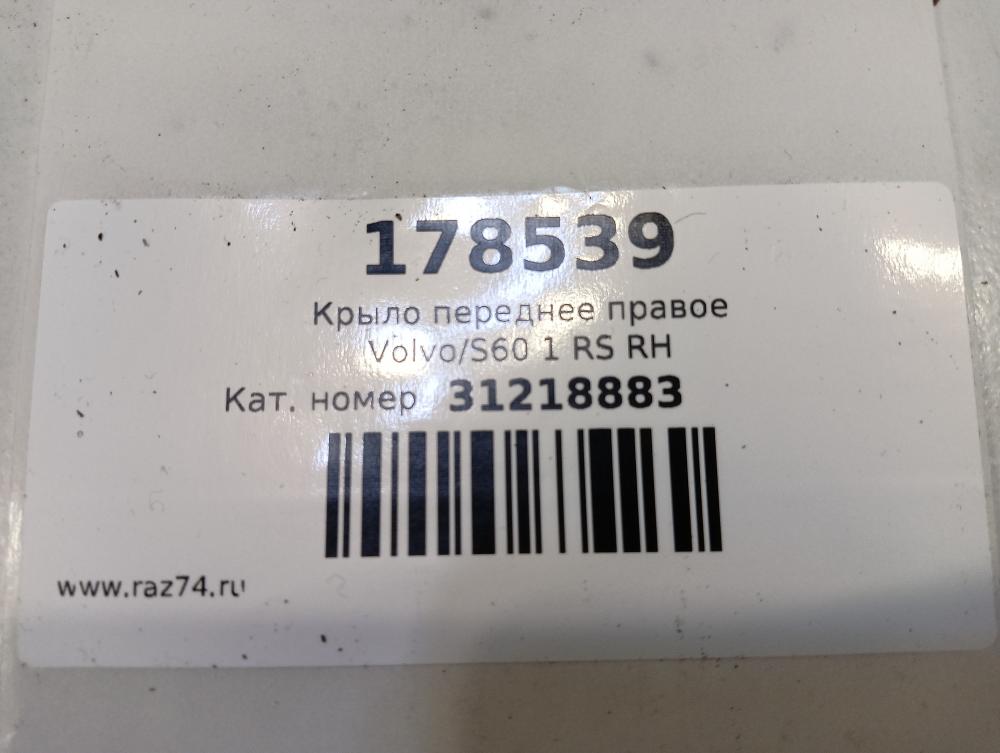 178539
Крыло переднее правое
Volvo/S60 1 RS RH
Кат. номер 31218883
www.raz74.ru